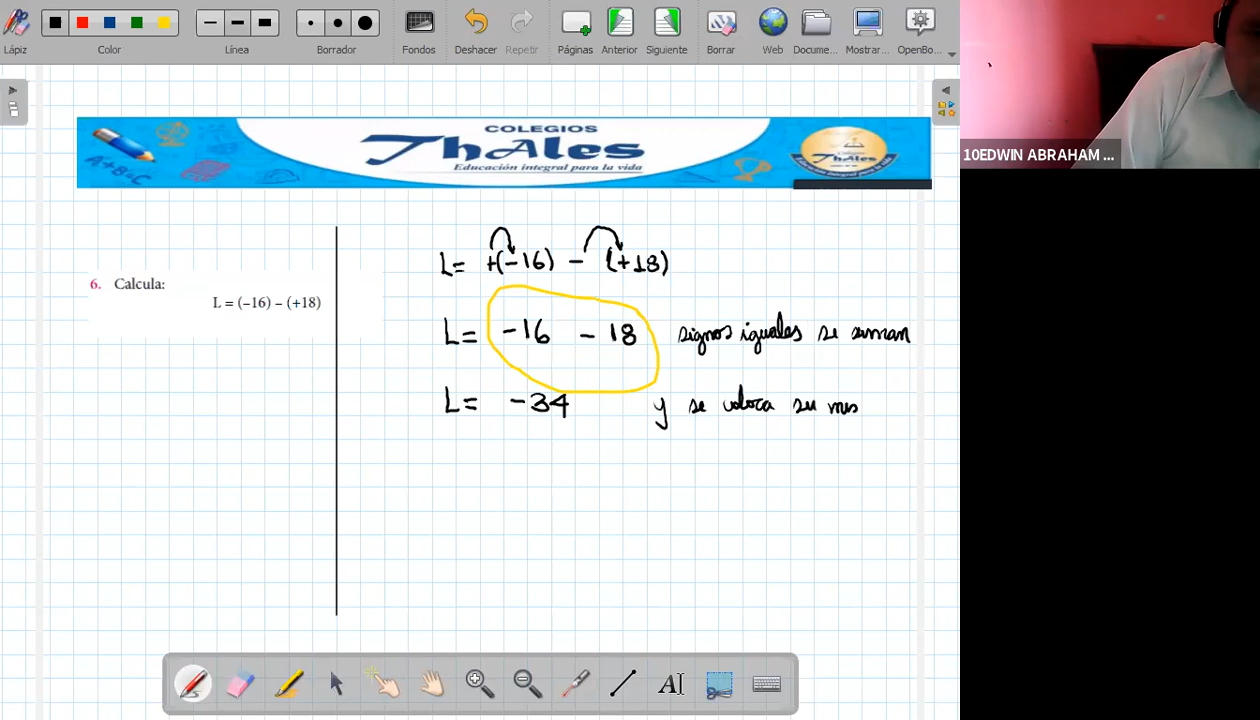 Lápiz Color Línea Borrador Fondos Deshacer Repetir Páginas Anterior Siguiente Borrar Web Docume... Mostrar... OpenBo...
10EDWIN ABRAHAM ...
COLEGIOS
Thales
Educación integral para la vida
A+B=C
Thales
6. Calcula:
L = (–16) – (+18)
L= +(-16) - (+18)
L= -16 - 18 signos iguales se suman
L= -34 y se coloca su mis